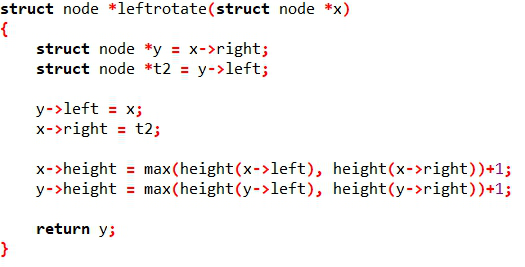 struct node *leftrotate(struct node *x)
{
    struct node *y = x->right;
    struct node *t2 = y->left;

    y->left = x;
    x->right = t2;

    x->height = max(height(x->left), height(x->right))+1;
    y->height = max(height(y->left), height(y->right))+1;

    return y;
}